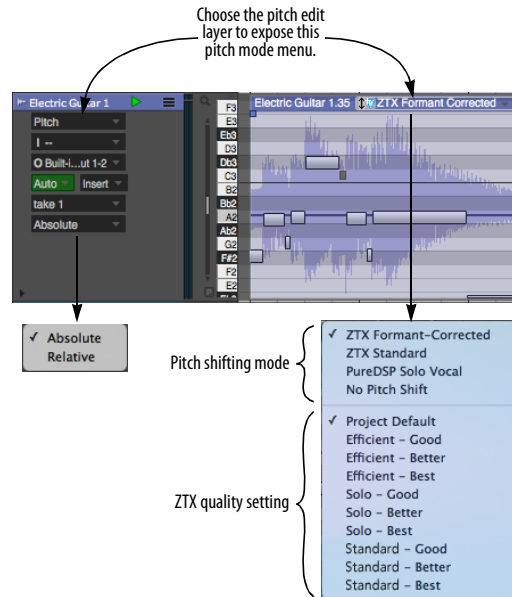 Choose the pitch edit
layer to expose this
pitch mode menu.
Electric Guitar 1
Pitch
I --
Built-i...ut 1-2
Auto
Insert
take 1
Absolute
F3
E3
Eb3
D3
Db3
C3
B2
Bb2
A2
Ab2
G2
F#2
F2
E2
Electric Guitar 1.35
ZTX Formant Corrected
✓ Absolute
Relative
Pitch shifting mode
✓ ZTX Formant-Corrected
ZTX Standard
PureDSP Solo Vocal
No Pitch Shift
ZTX quality setting
✓ Project Default
Efficient – Good
Efficient – Better
Efficient – Best
Solo – Good
Solo – Better
Solo – Best
Standard – Good
Standard – Better
Standard – Best